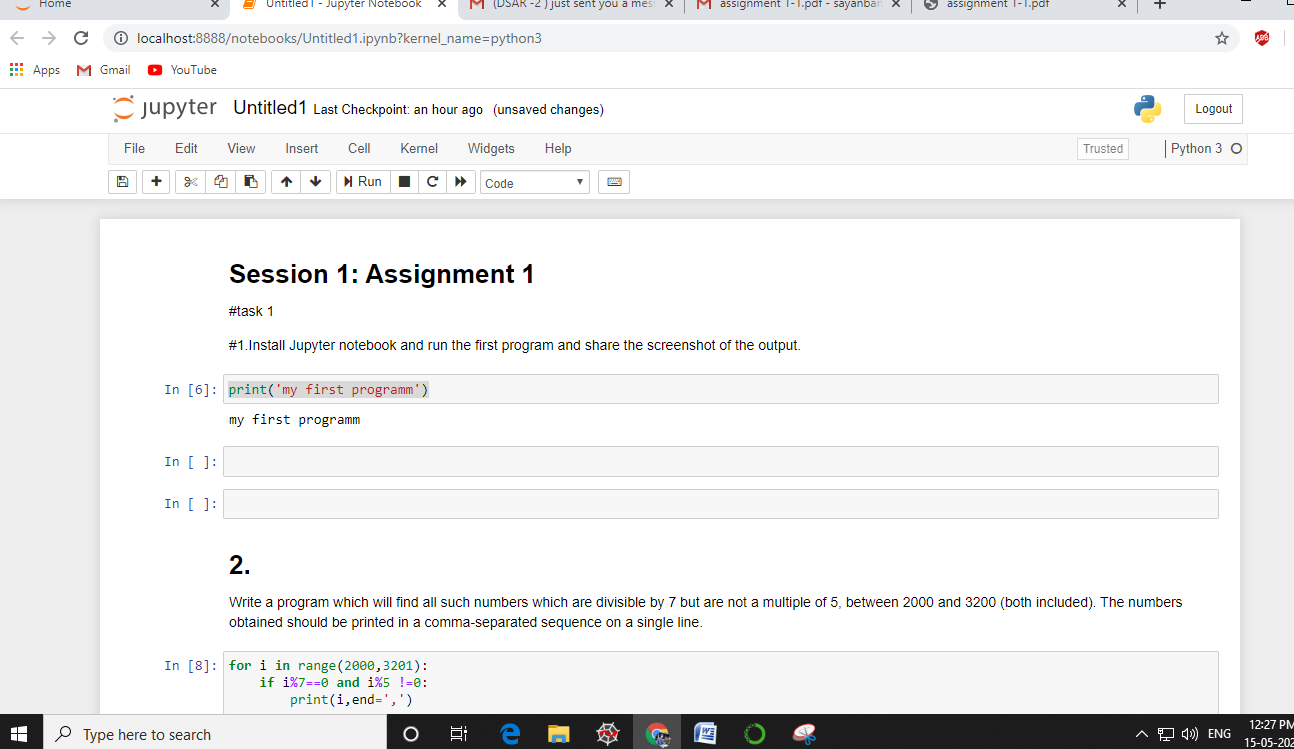 Home
Untitled1 - Jupyter Notebook
(DSAR -2 ) just sent you a mess
assignment 1-1.pdf - sayanban
assignment 1-1.pdf
localhost:8888/notebooks/Untitled1.ipynb?kernel_name=python3
ABP
Apps Gmail YouTube
jupyter Untitled1 Last Checkpoint: an hour ago (unsaved changes) Logout
File Edit View Insert Cell Kernel Widgets Help Trusted Python 3
Run Code
Session 1: Assignment 1
#task 1
#1.Install Jupyter notebook and run the first program and share the screenshot of the output.
In [6]: print('my first programm')
my first programm
In [ ]:
In [ ]:
2.
Write a program which will find all such numbers which are divisible by 7 but are not a multiple of 5, between 2000 and 3200 (both included). The numbers
obtained should be printed in a comma-separated sequence on a single line.
In [8]: for i in range(2000,3201):
if i%7==0 and i%5 !=0:
print(i,end=',')
Type here to search
ENG
12:27 PM
15-05-202